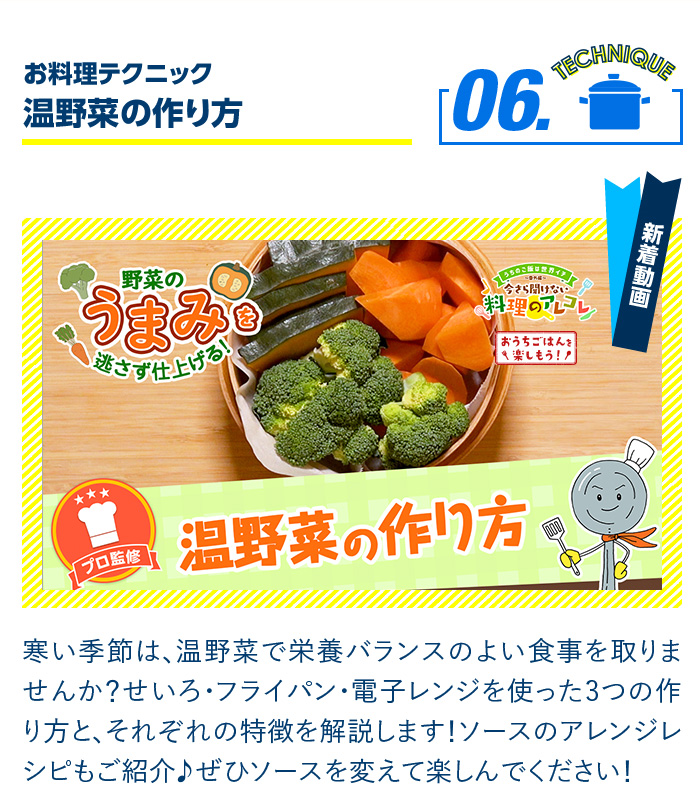 お料理テクニック
温野菜の作り方
06.
TECHNIQUE
新着動画
野菜の
うまみを
逃さず仕上げる!
うちのご飯は世界イチ
〜番外編〜
今さら聞けない
料理のアレコレ
おうちごはんを
楽しもう!
プロ監修
温野菜の作り方
寒い季節は、温野菜で栄養バランスのよい食事を取りま
せんか?せいろ・フライパン・電子レンジを使った3つの作
り方と、それぞれの特徴を解説します!ソースのアレンジレ
シピもご紹介♪ぜひソースを変えて楽しんでください!